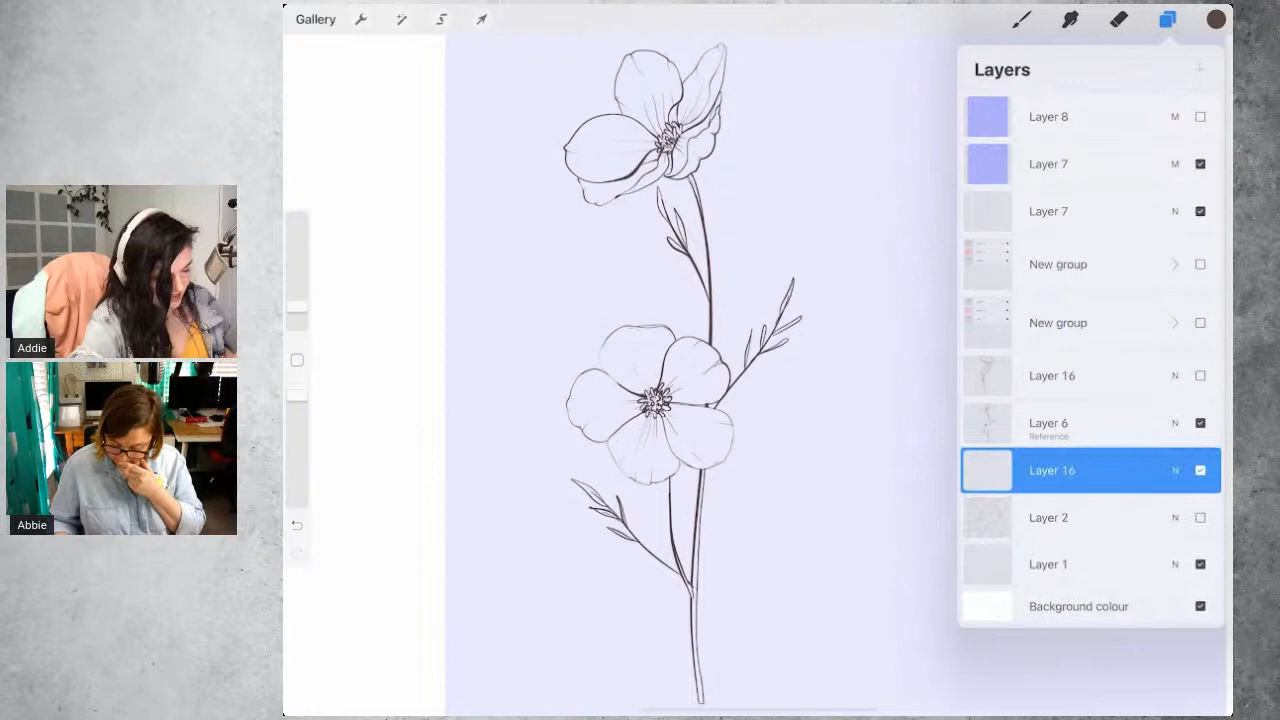 Gallery
Layers
Layer 8 M
Layer 7 M
Layer 7 N
New group
New group
Layer 16 N
Layer 6 N
Reference
Layer 16 N
Layer 2 N
Layer 1 N
Background colour
Addie
Abbie